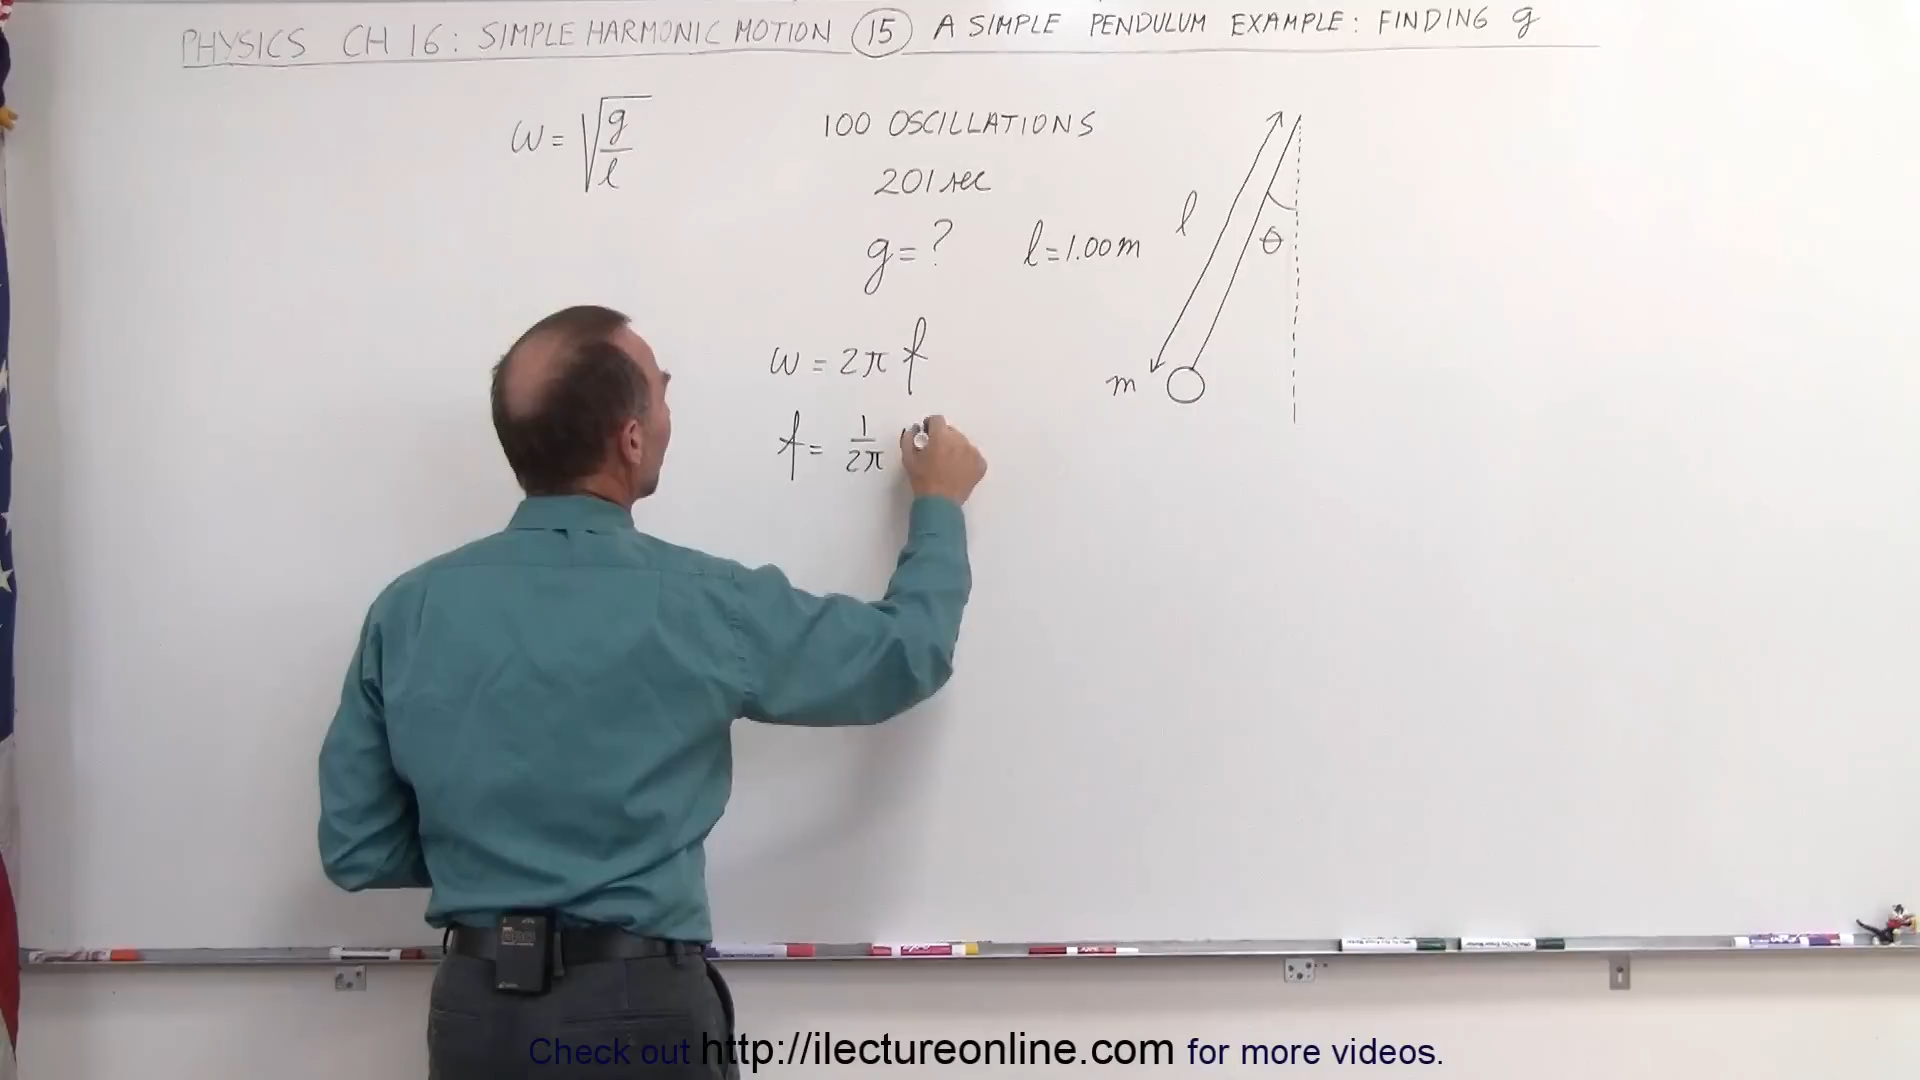 PHYSICS CH 16: SIMPLE HARMONIC MOTION 15 A SIMPLE PENDULUM EXAMPLE: FINDING g
ω = √(g/l)
100 OSCILLATIONS
201 sec
g = ?
l = 1.00 m
l
θ
m
ω = 2π f
f = 1/2π
Check out http://ilectureonline.com for more videos.